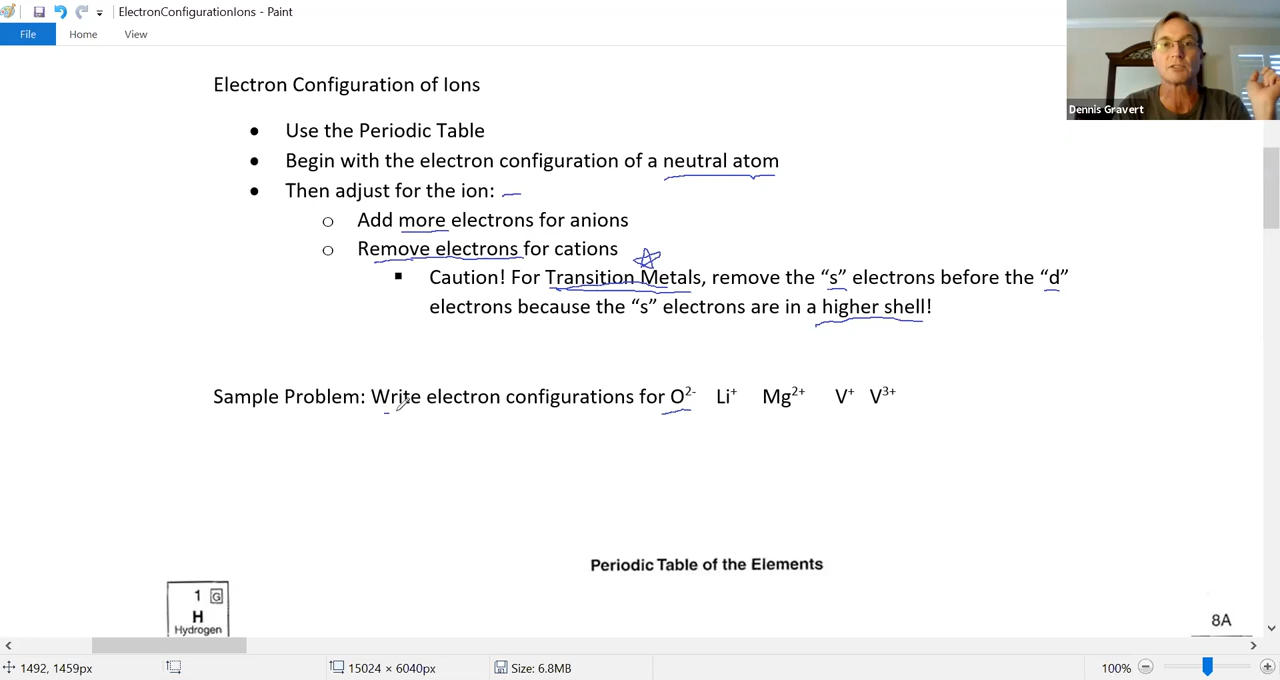 ElectronConfigurationIons - Paint
File Home View
Dennis Gravert
Electron Configuration of Ions
• Use the Periodic Table
• Begin with the electron configuration of a neutral atom
• Then adjust for the ion:
o Add more electrons for anions
o Remove electrons for cations
▪ Caution! For Transition Metals, remove the “s” electrons before the “d”
electrons because the “s” electrons are in a higher shell!
Sample Problem: Write electron configurations for O²⁻ Li⁺ Mg²⁺ V⁺ V³⁺
Periodic Table of the Elements
1 G
H
Hydrogen
8A
1492, 1459px 15024 × 6040px Size: 6.8MB 100%